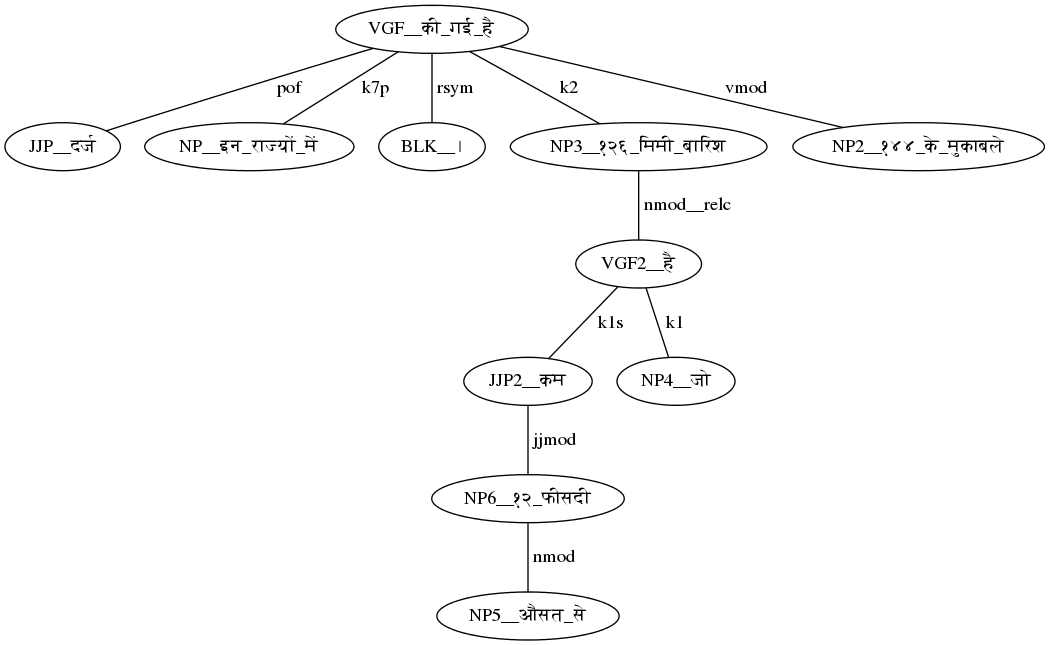 VGF__की_गई_है
pof
k7p
rsym
k2
vmod
JJP__दर्ज
NP__इन_राज्यों_में
BLK__।
NP3__१२६_मिमी_बारिश
NP2__१४४_के_मुकाबले
nmod__relc
VGF2__है
k1s
k1
JJP2__कम
NP4__जो
jjmod
NP6__१२_फीसदी
nmod
NP5__औसत_से